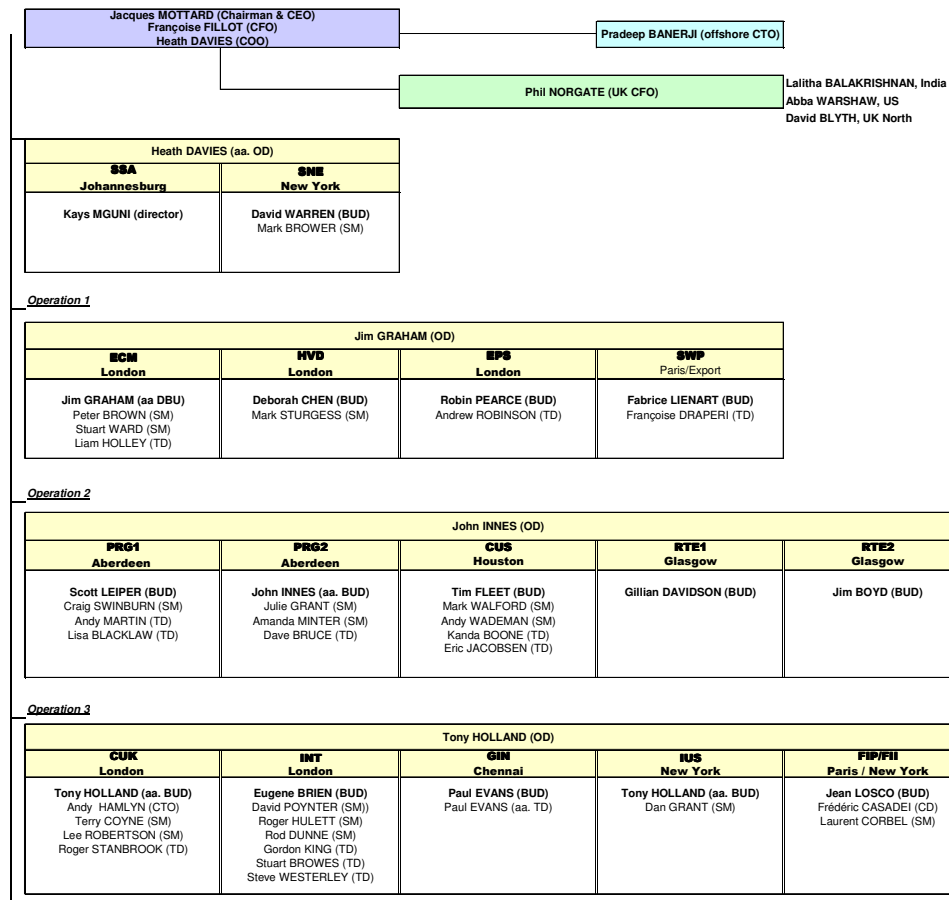 Jacques MOTTARD (Chairman & CEO)
Françoise FILLOT (CFO)
Heath DAVIES (COO)
Pradeep BANERJI (offshore CTO)
Phil NORGATE (UK CFO)
Lalitha BALAKRISHNAN, India
Abba WARSHAW, US
David BLYTH, UK North
Heath DAVIES (aa. OD)
SSA
Johannesburg
Kays MGUNI (director)
SNE
New York
David WARREN (BUD)
Mark BROWER (SM)
Operation 1
Jim GRAHAM (OD)
ECM
London
Jim GRAHAM (aa DBU)
Peter BROWN (SM)
Stuart WARD (SM)
Liam HOLLEY (TD)
HVD
London
Deborah CHEN (BUD)
Mark STURGESS (SM)
EPS
London
Robin PEARCE (BUD)
Andrew ROBINSON (TD)
SWP
Paris/Export
Fabrice LIENART (BUD)
Françoise DRAPERI (TD)
Operation 2
John INNES (OD)
PRG1
Aberdeen
Scott LEIPER (BUD)
Craig SWINBURN (SM)
Andy MARTIN (TD)
Lisa BLACKLAW (TD)
PRG2
Aberdeen
John INNES (aa. BUD)
Julie GRANT (SM)
Amanda MINTER (SM)
Dave BRUCE (TD)
CUS
Houston
Tim FLEET (BUD)
Mark WALFORD (SM)
Andy WADEMAN (SM)
Kanda BOONE (TD)
Eric JACOBSEN (TD)
RTE1
Glasgow
Gillian DAVIDSON (BUD)
RTE2
Glasgow
Jim BOYD (BUD)
Operation 3
Tony HOLLAND (OD)
CUK
London
Tony HOLLAND (aa. BUD)
Andy HAMLYN (CTO)
Terry COYNE (SM)
Lee ROBERTSON (SM)
Roger STANBROOK (TD)
INT
London
Eugene BRIEN (BUD)
David POYNTER (SM))
Roger HULETT (SM)
Rod DUNNE (SM)
Gordon KING (TD)
Stuart BROWES (TD)
Steve WESTERLEY (TD)
GIN
Chennai
Paul EVANS (BUD)
Paul EVANS (aa. TD)
IUS
New York
Tony HOLLAND (aa. BUD)
Dan GRANT (SM)
FIP/FII
Paris / New York
Jean LOSCO (BUD)
Frédéric CASADEI (CD)
Laurent CORBEL (SM)